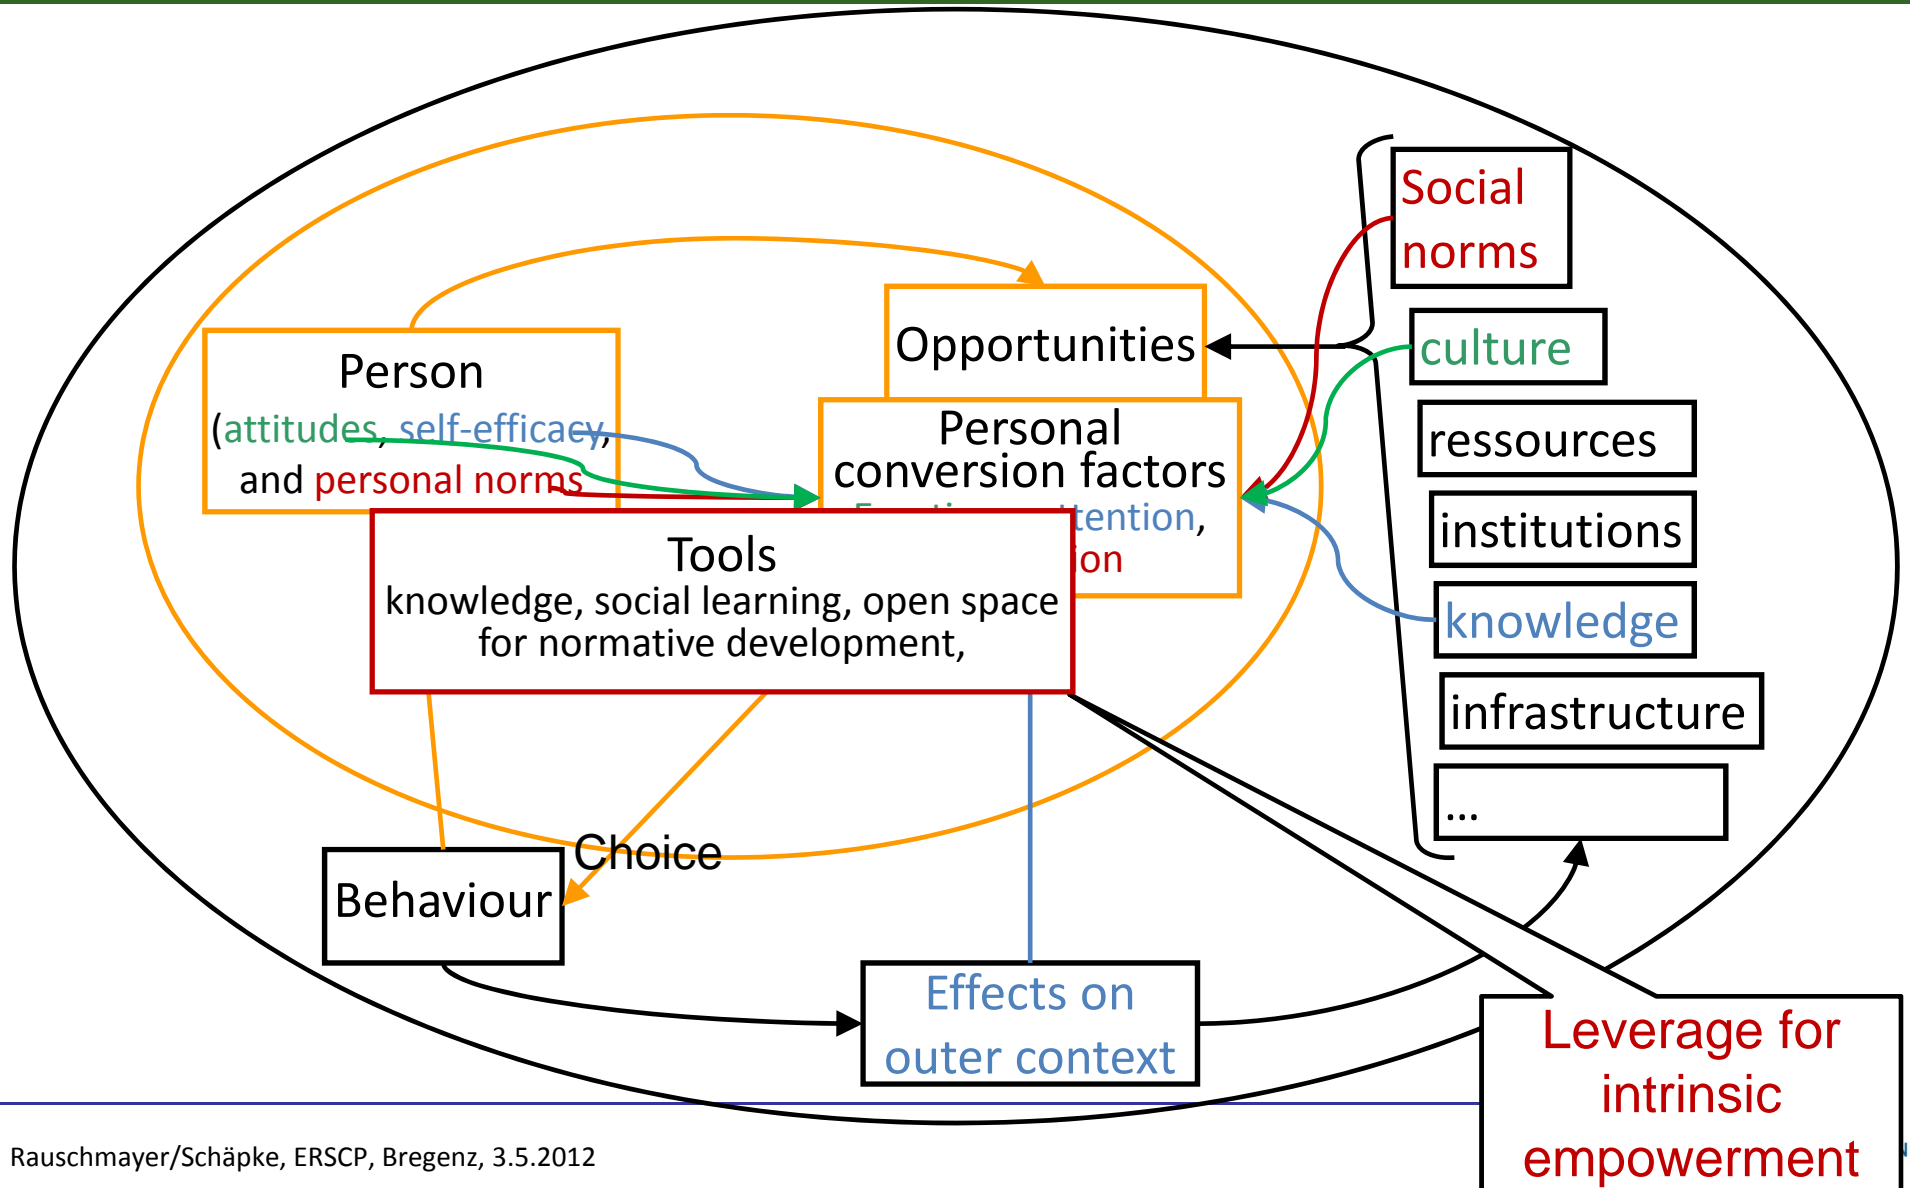 Social
norms
culture
Opportunities
Person
(attitudes, self-efficacy,
and personal norms
Personal
conversion factors
ressources
institutions
knowledge
infrastructure
...
Tools
knowledge, social learning, open space
for normative development,
Choice
Behaviour
Effects on
outer context
Leverage for
intrinsic
empowerment
Rauschmayer/Schäpke, ERSCP, Bregenz, 3.5.2012